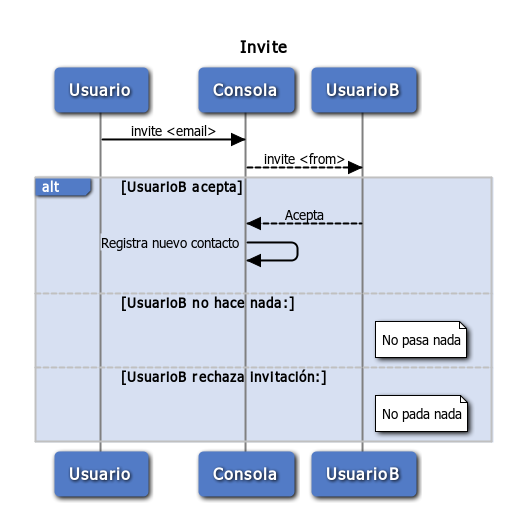 Invite
Usuario
Consola
UsuarioB
invite <email>
invite <from>
alt
[UsuarioB acepta]
Acepta
Registra nuevo contacto
[UsuarioB no hace nada:]
No pasa nada
[UsuarioB rechaza invitación:]
No pada nada
Usuario
Consola
UsuarioB